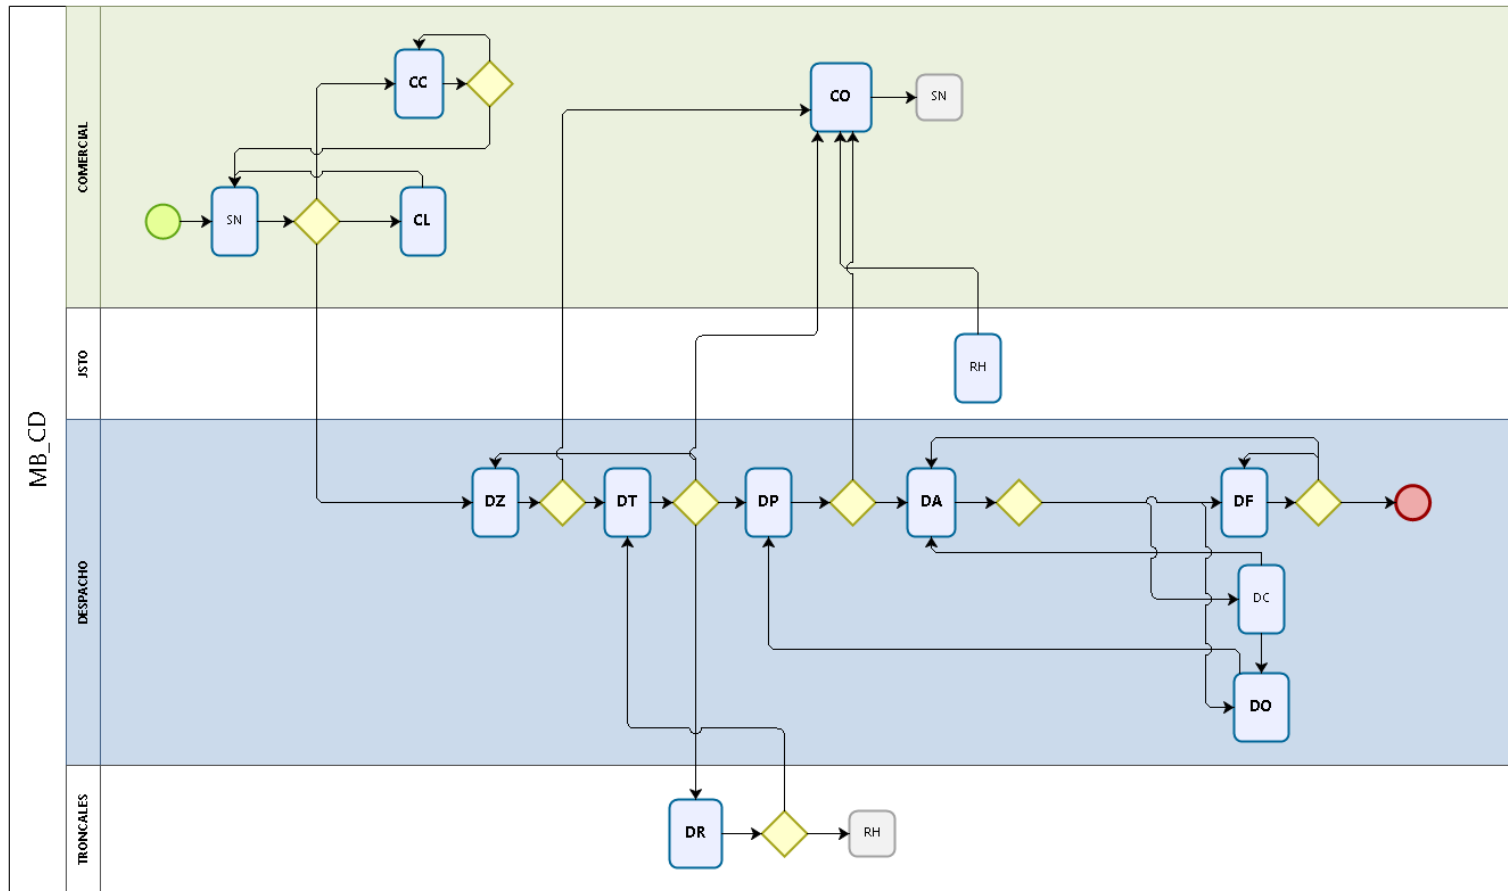 MB_CD
COMERCIAL
CC
CO
SN
SN
CL
JSTO
RH
DESPACHO
DZ
DT
DP
DA
DF
DC
DO
TRONCALES
DR
RH